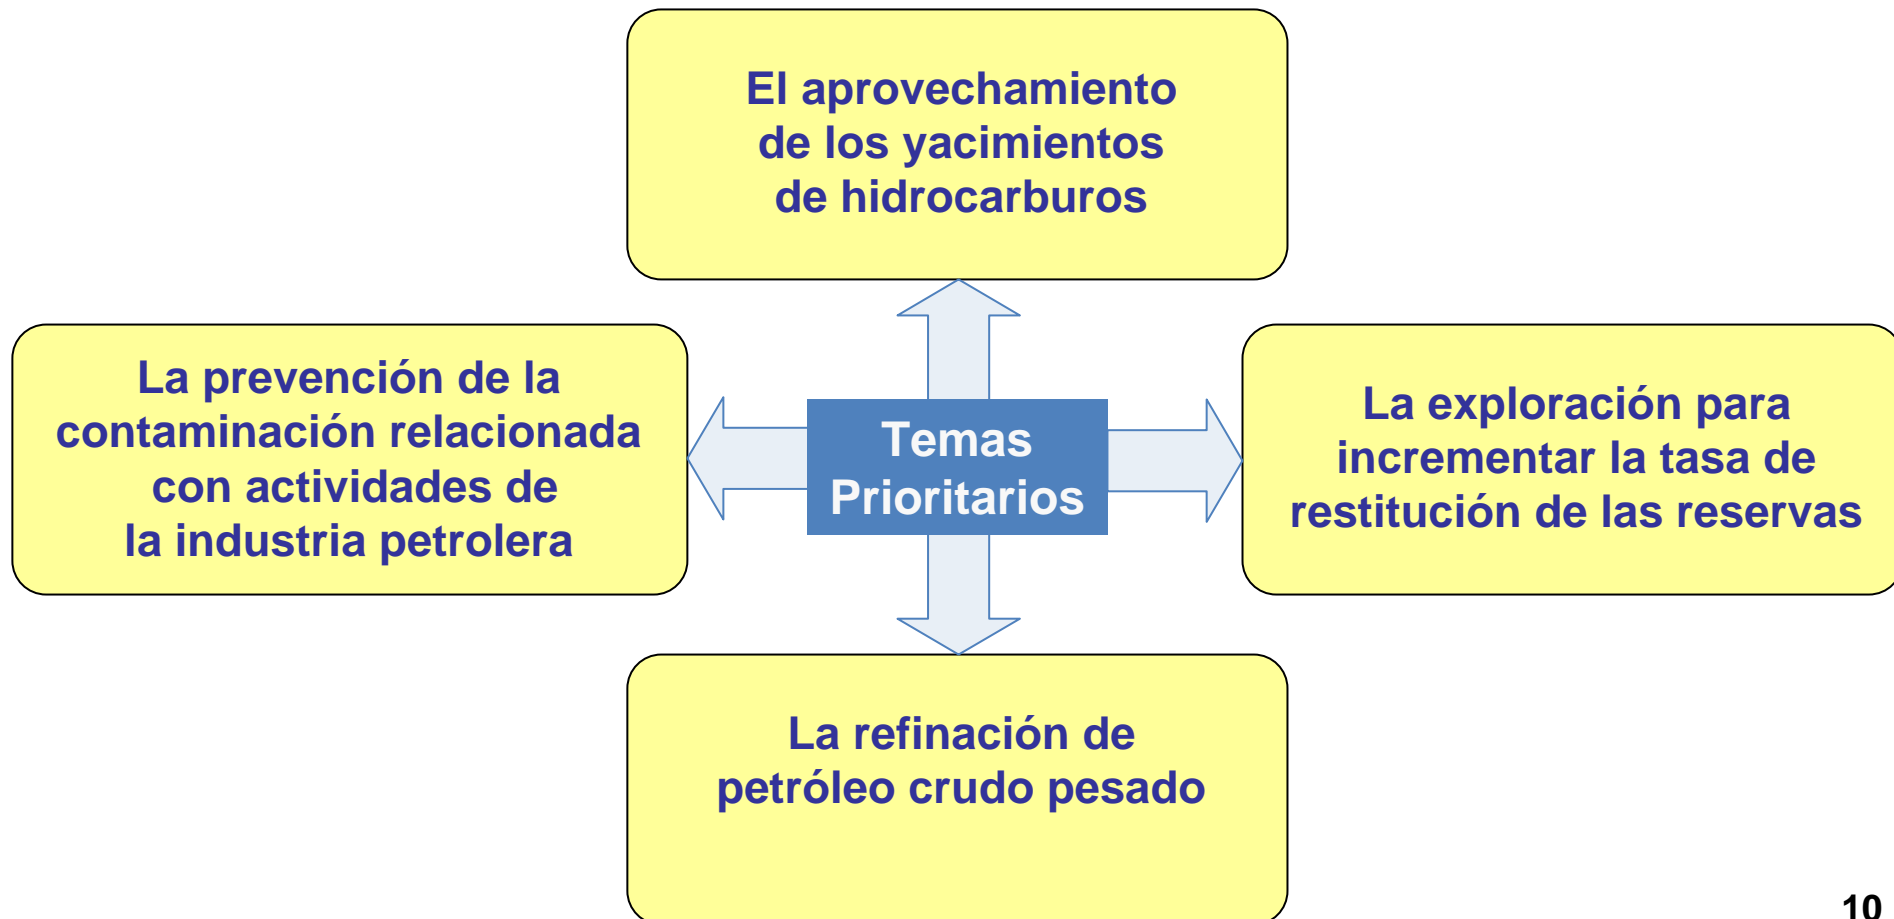 El aprovechamiento
de los yacimientos
de hidrocarburos
La prevención de la
contaminación relacionada
con actividades de
la industria petrolera
Temas
Prioritarios
La exploración para
incrementar la tasa de
restitución de las reservas
La refinación de
petróleo crudo pesado
10